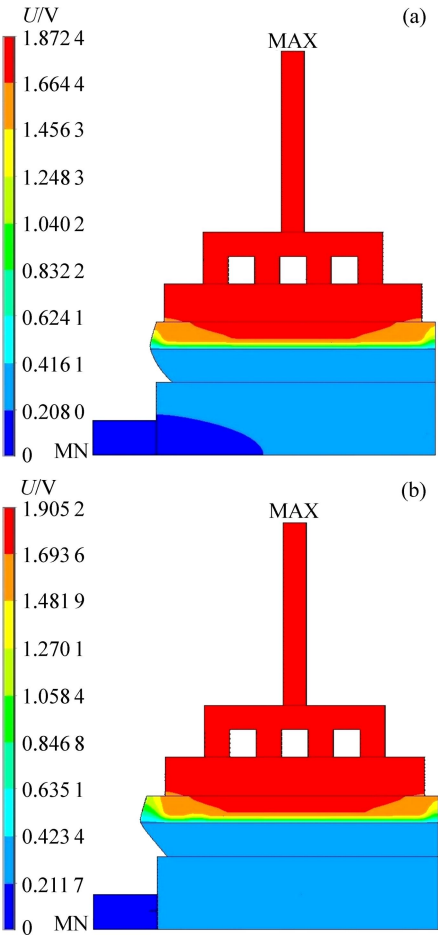 U/V
(a)
1.872 4
MAX
1.664 4
1.456 3
1.248 3
1.040 2
0.832 2
0.624 1
0.416 1
0.208 0
0
MN
U/V
(b)
1.905 2
MAX
1.693 6
1.481 9
1.270 1
1.058 4
0.846 8
0.635 1
0.423 4
0.211 7
0
MN